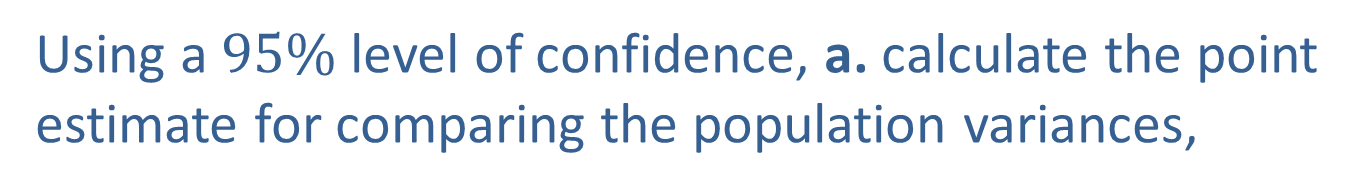 Using a 95% level of confidence, a. calculate the point
estimate for comparing the population variances,